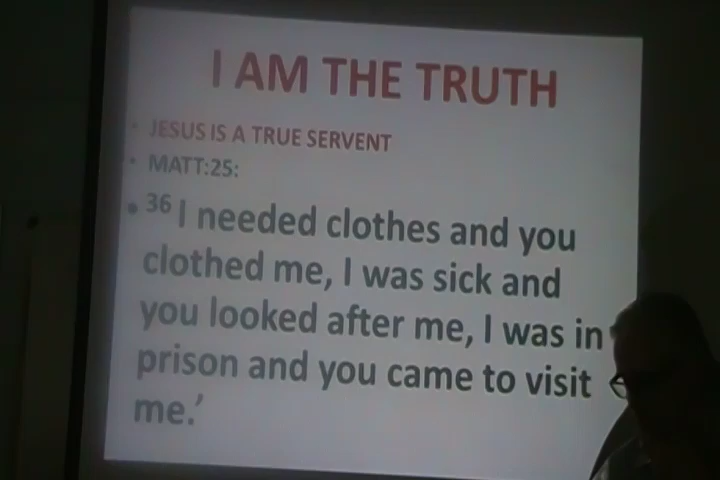 I AM THE TRUTH
• JESUS IS A TRUE SERVENT
• MATT:25:
• 36 I needed clothes and you
clothed me, I was sick and
you looked after me, I was in
prison and you came to visit
me.’